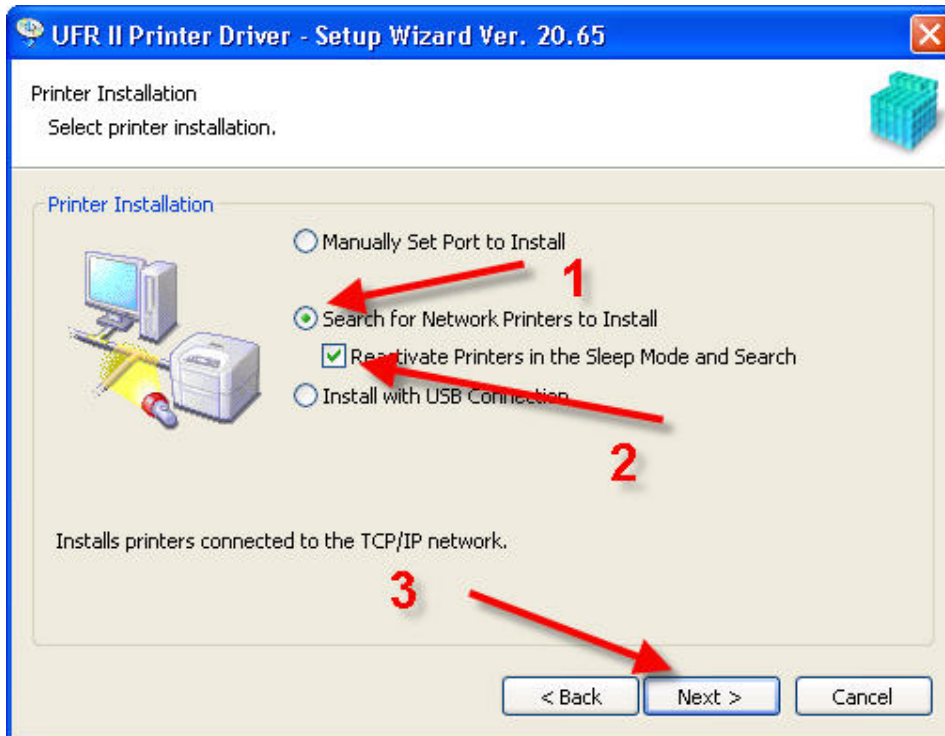 UFR II Printer Driver - Setup Wizard Ver. 20.65
Printer Installation
Select printer installation.
Printer Installation
Manually Set Port to Install
1
Search for Network Printers to Install
Reactivate Printers in the Sleep Mode and Search
Install with USB Connection
2
Installs printers connected to the TCP/IP network.
3
< Back Next > Cancel